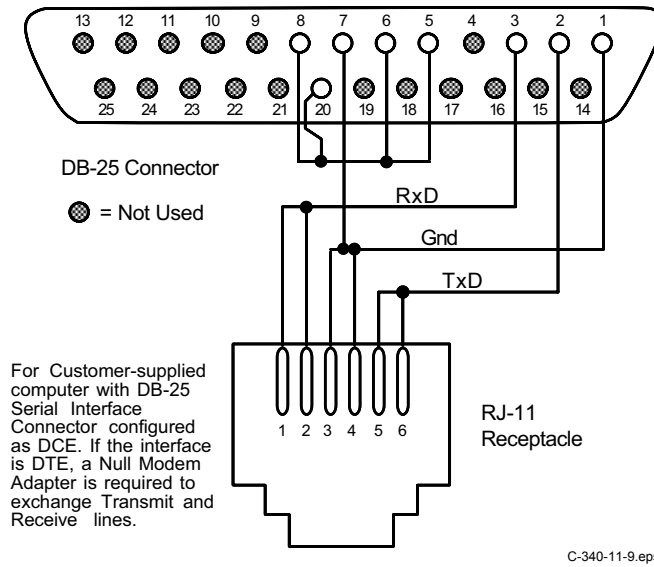 13 12 11 10 9 8 7 6 5 4 3 2 1
25 24 23 22 21 20 19 18 17 16 15 14
DB-25 Connector
= Not Used
RxD
Gnd
TxD
For Customer-supplied
computer with DB-25
Serial Interface
Connector configured
as DCE. If the interface
is DTE, a Null Modem
Adapter is required to
exchange Transmit and
Receive lines.
1 2 3 4 5 6
RJ-11
Receptacle
C-340-11-9.eps